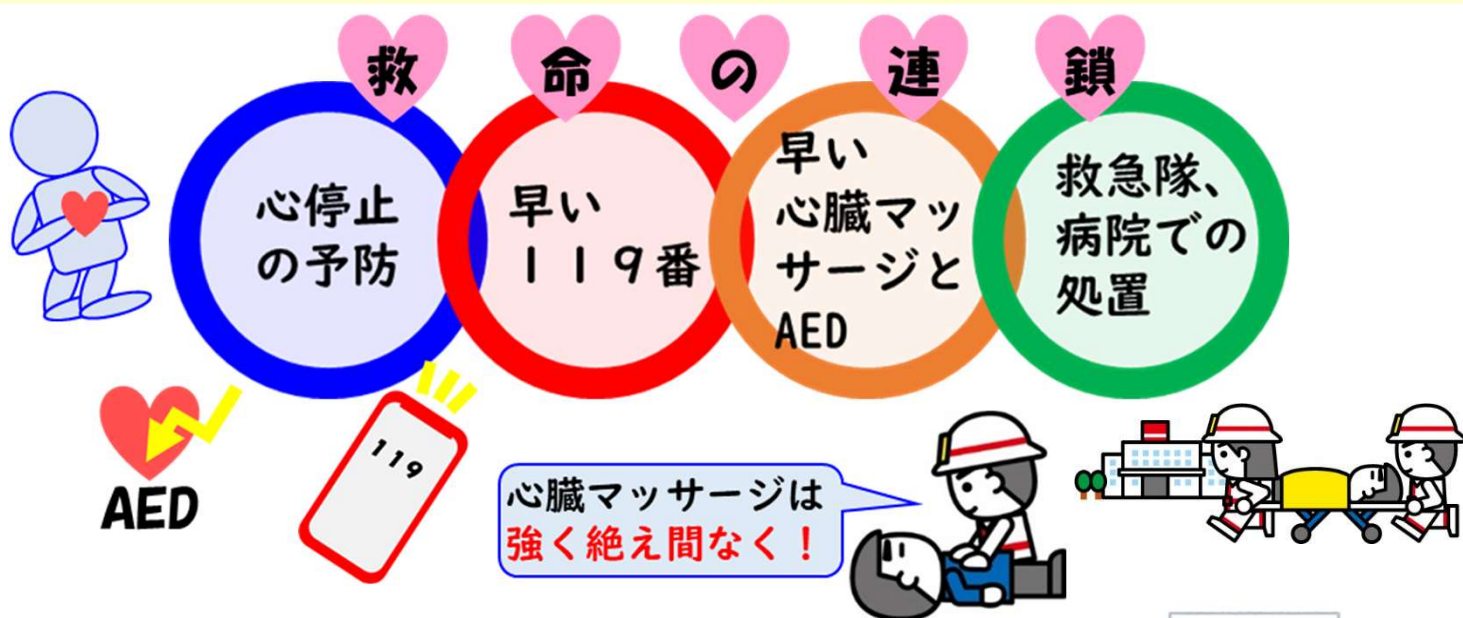 救命の連鎖
心停止
の予防
早い
１１９番
早い
心臓マッ
サージと
AED
救急隊、
病院での
処置
AED
119
心臓マッサージは
強く絶え間なく！